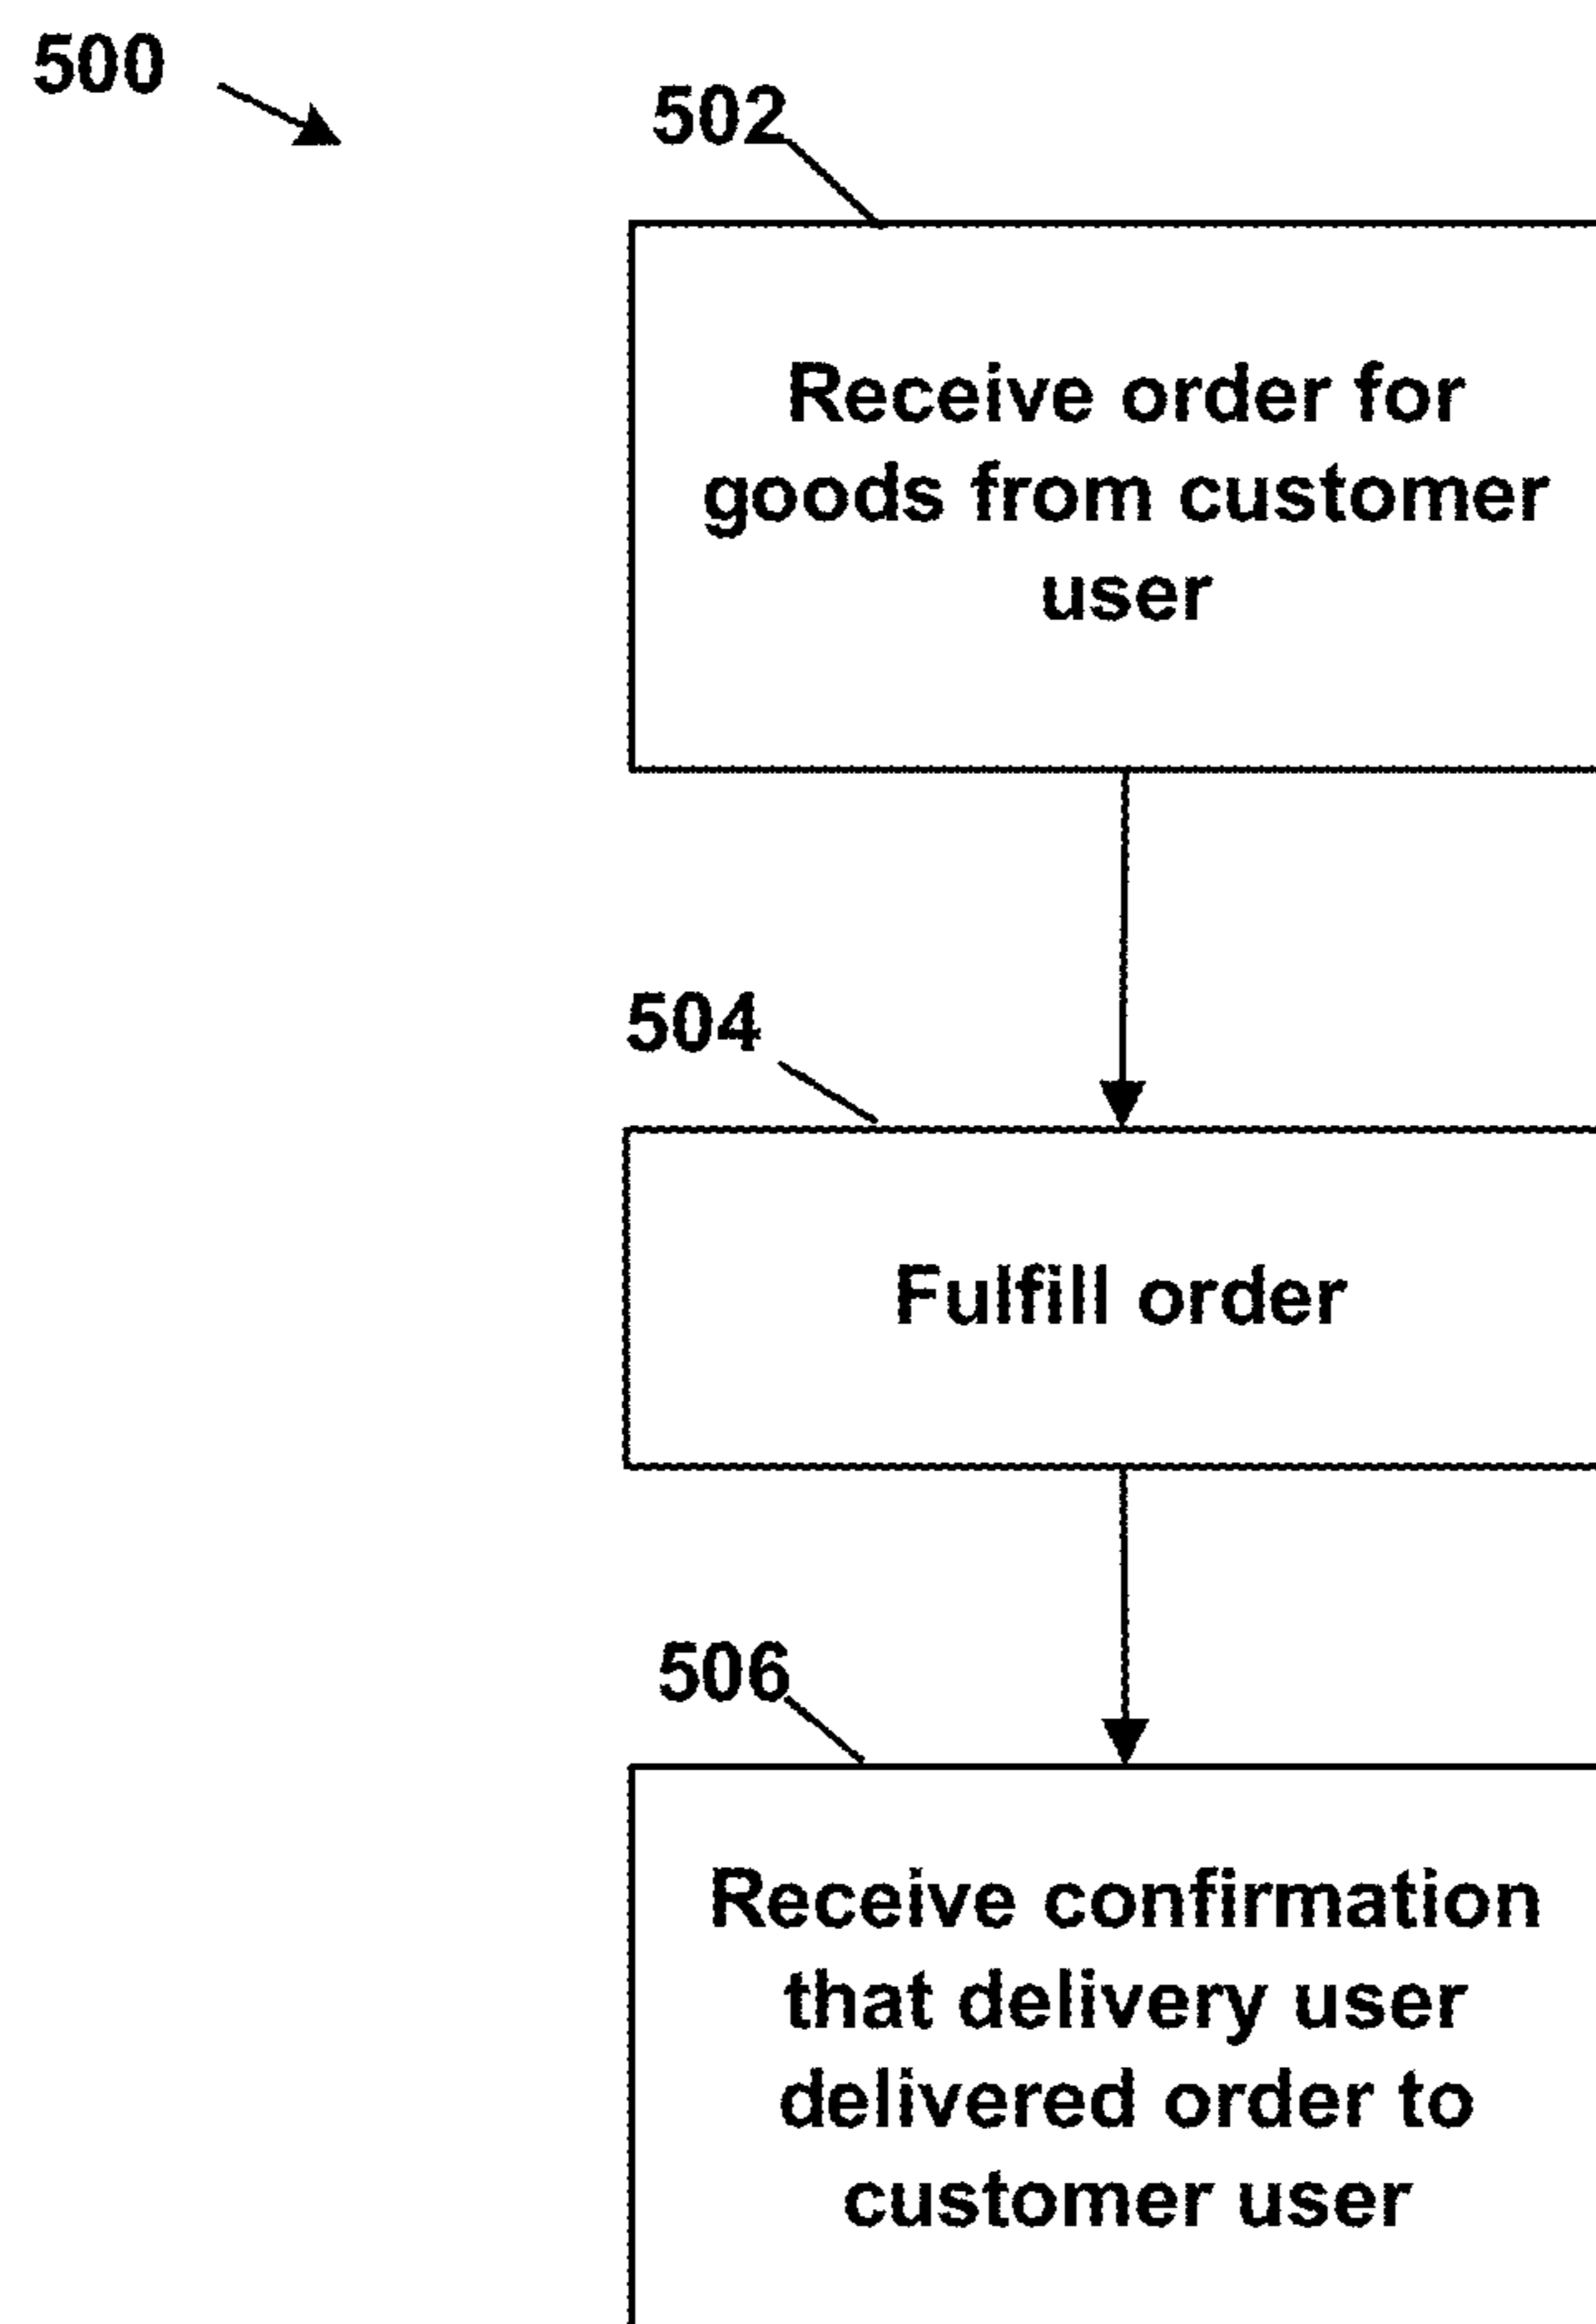 500
502
Receive order for
goods from customer
user
504
Fulfill order
506
Receive confirmation
that delivery user
delivered order to
customer user